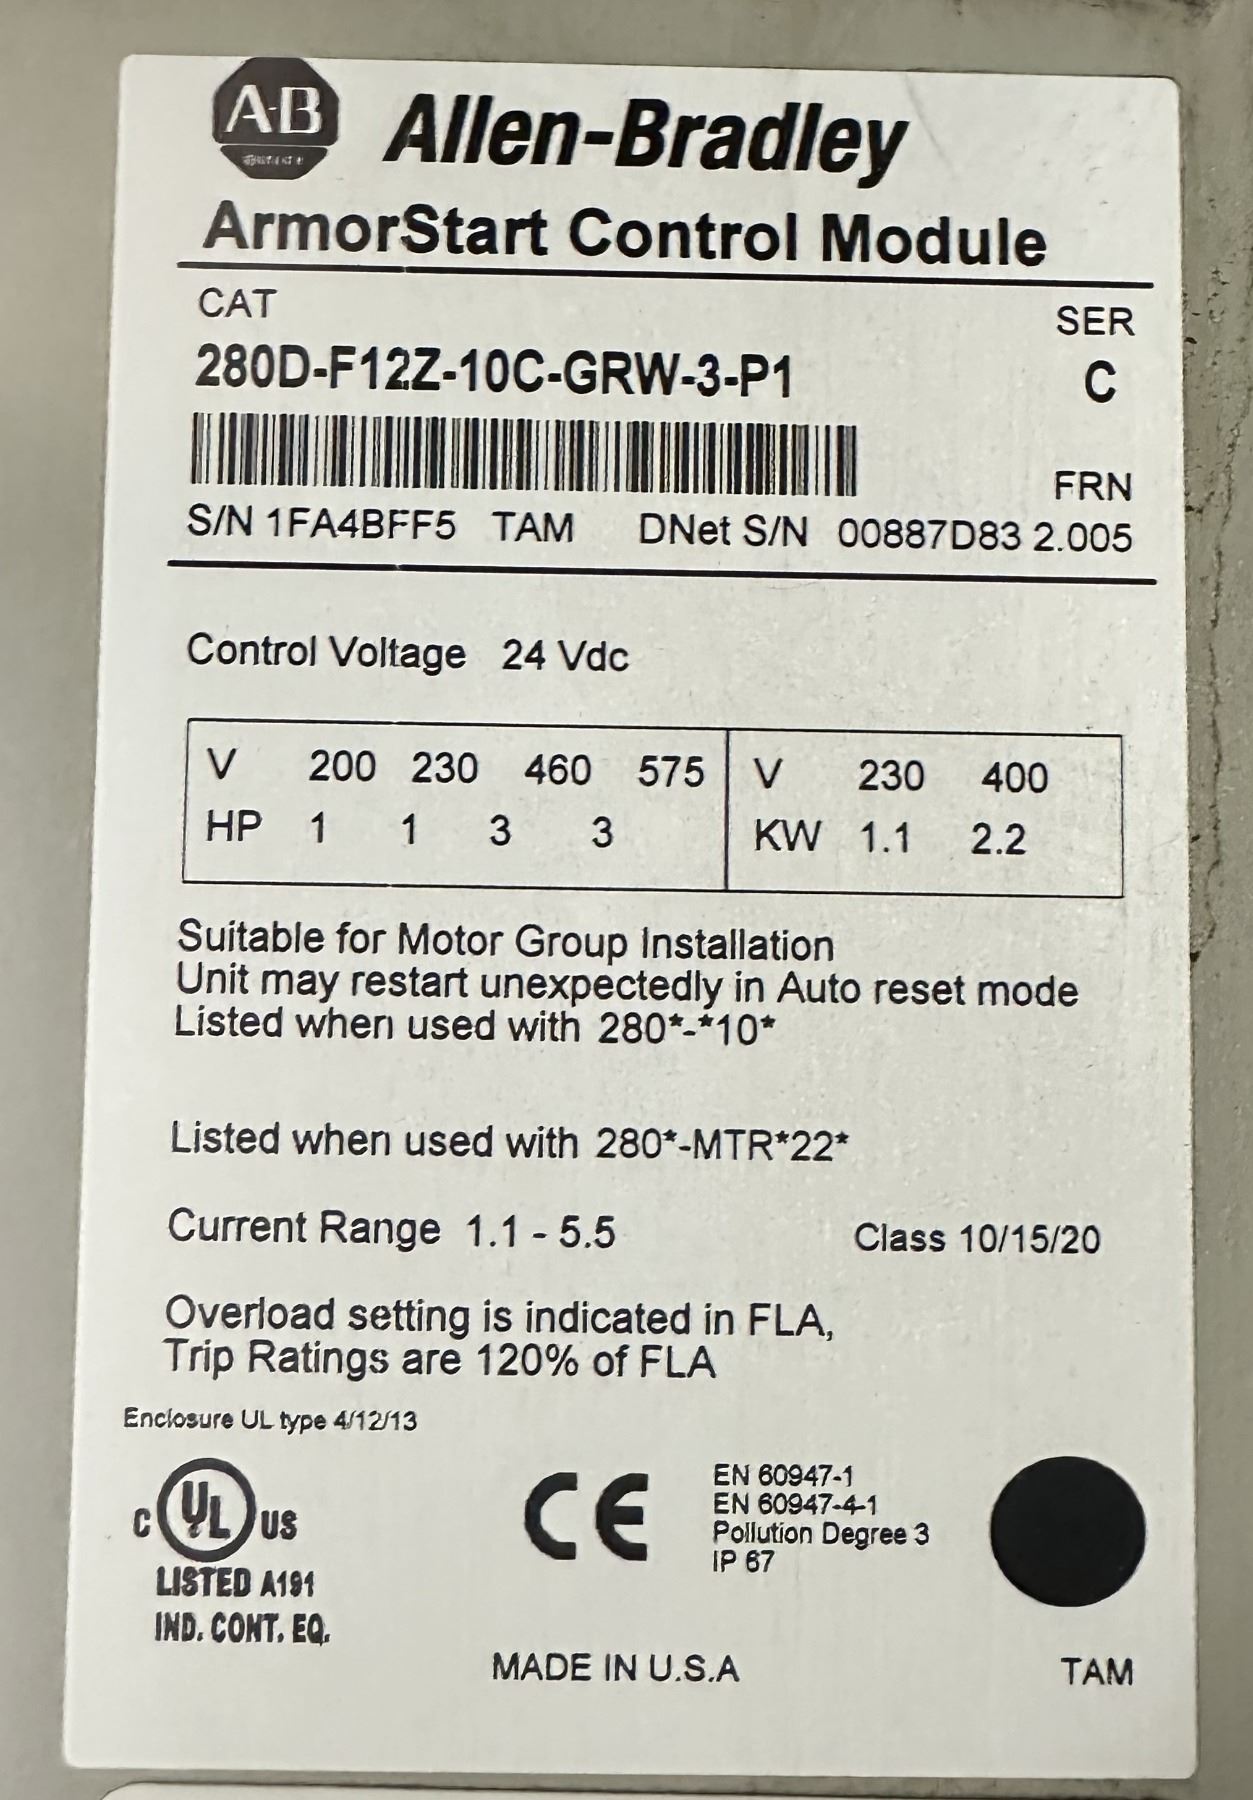 A-B
Allen-Bradley
ArmorStart Control Module
CAT SER
280D-F12Z-10C-GRW-3-P1 C
FRN
S/N 1FA4BFF5 TAM DNet S/N 00887D83 2.005
Control Voltage 24 Vdc
V 200 230 460 575 V 230 400
HP 1 1 3 3 KW 1.1 2.2
Suitable for Motor Group Installation
Unit may restart unexpectedly in Auto reset mode
Listed when used with 280*-*10*
Listed when used with 280*-MTR*22*
Current Range 1.1 - 5.5 Class 10/15/20
Overload setting is indicated in FLA,
Trip Ratings are 120% of FLA
Enclosure UL type 4/12/13
C UL US
LISTED A191
IND. CONT. EQ.
CE
EN 60947-1
EN 60947-4-1
Pollution Degree 3
IP 67
MADE IN U.S.A TAM